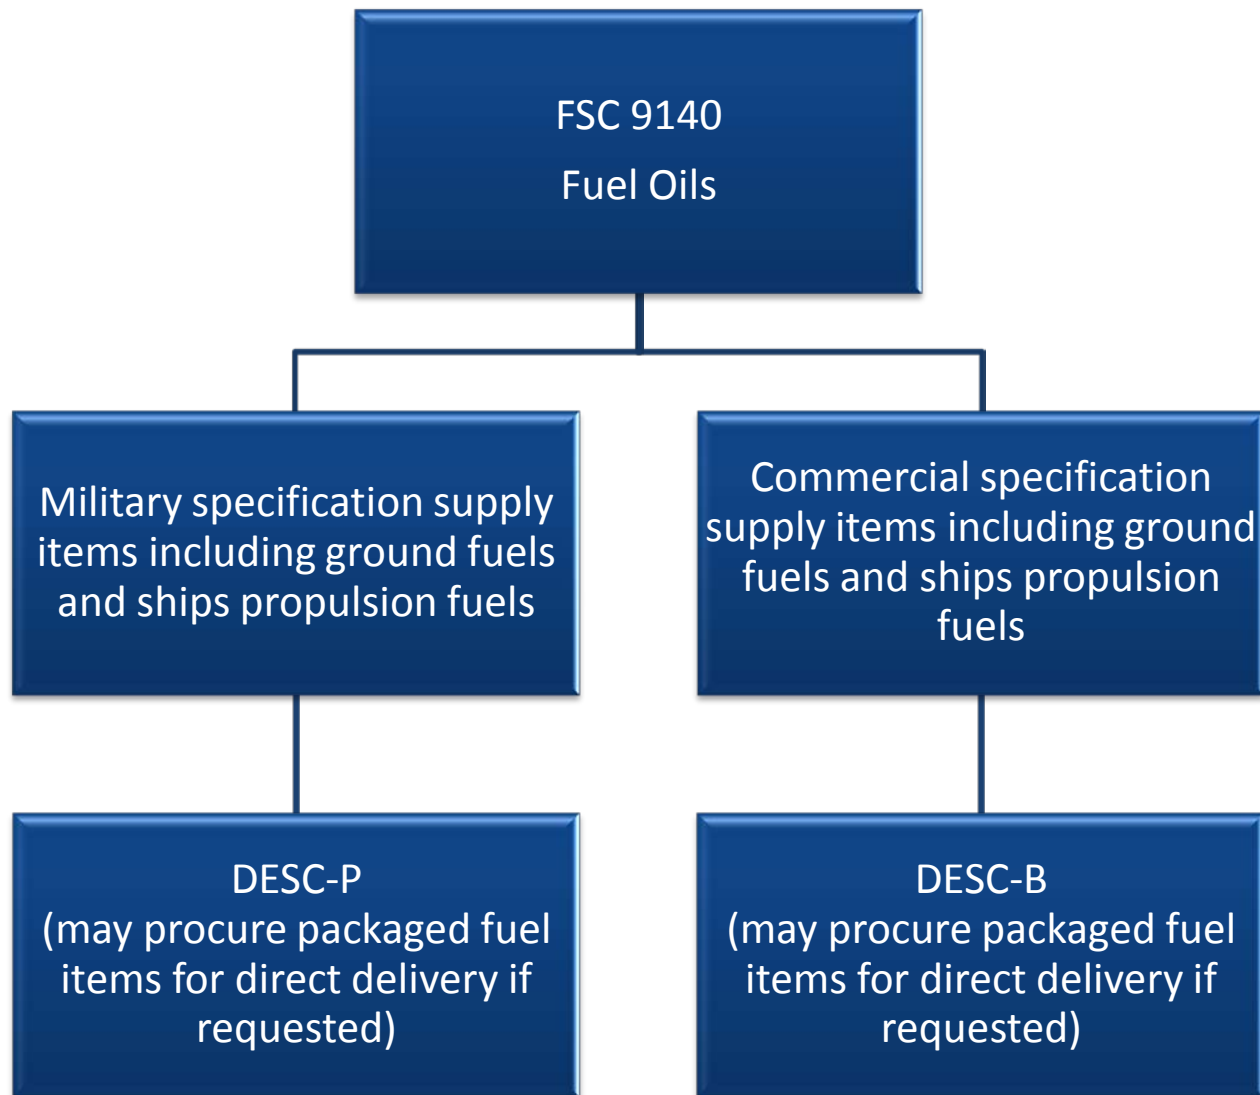 FSC 9140
Fuel Oils
Military specification supply
items including ground fuels
and ships propulsion fuels
Commercial specification
supply items including ground
fuels and ships propulsion
fuels
DESC-P
(may procure packaged fuel
items for direct delivery if
requested)
DESC-B
(may procure packaged fuel
items for direct delivery if
requested)